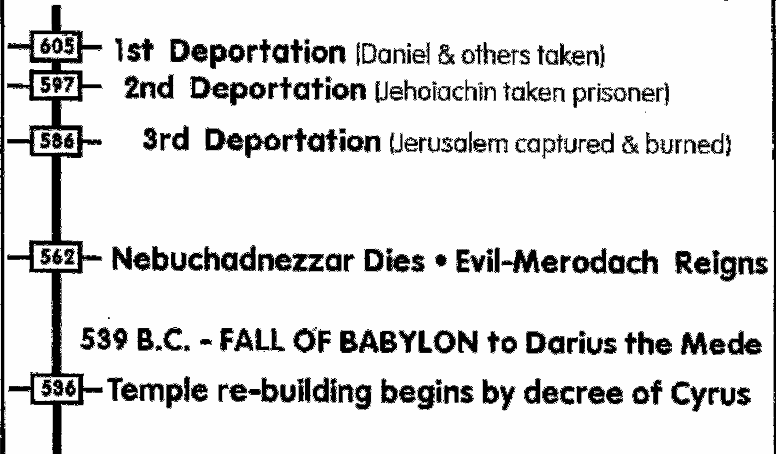 605 1st Deportation (Daniel & others taken)
597 2nd Deportation (Jehoiachin taken prisoner)
586 3rd Deportation (Jerusalem captured & burned)
562 Nebuchadnezzar Dies • Evil-Merodach Reigns
539 B.C. - FALL OF BABYLON to Darius the Mede
536 Temple re-building begins by decree of Cyrus